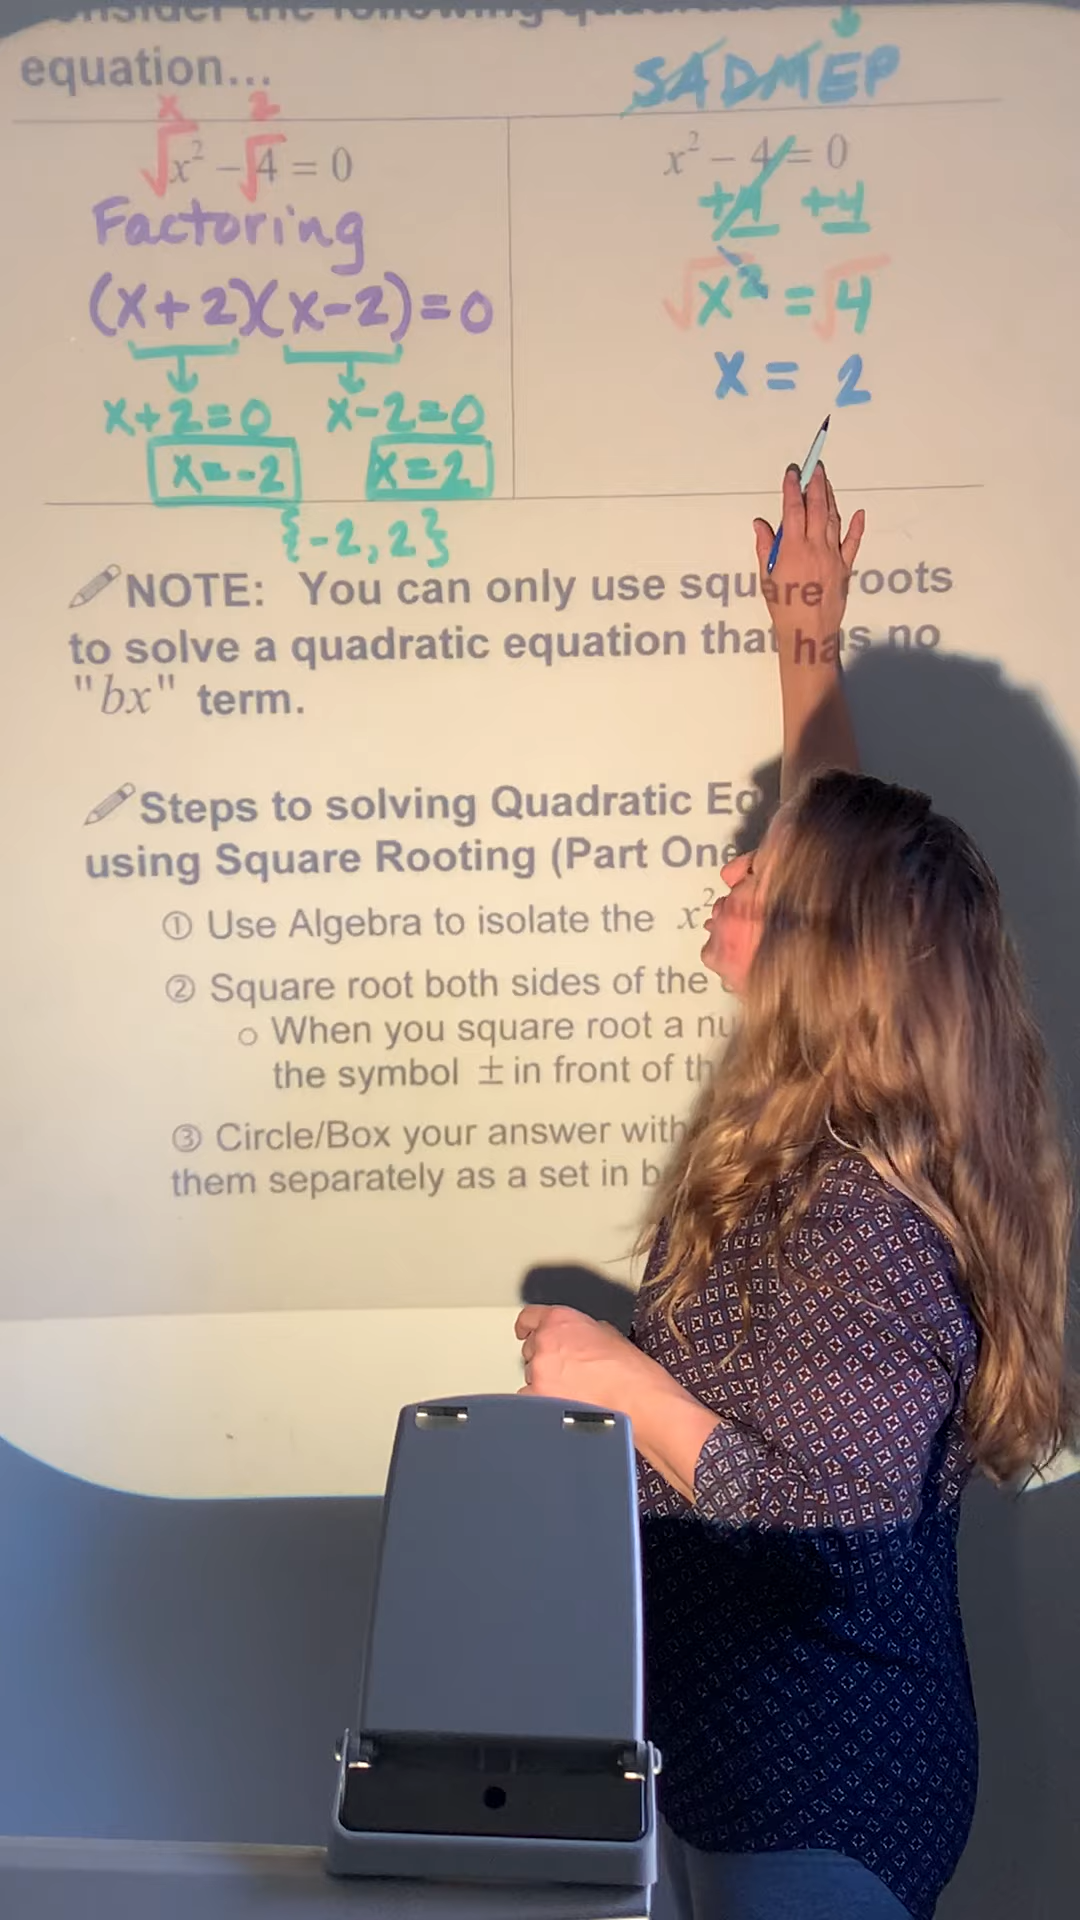 consider the following
equation...
x 2
√x² - √4 = 0
Factoring
(x+2)(x-2)=0
x+2=0 x-2=0
x=-2 x=2
{-2, 2}
SADMEP
x² - 4 = 0
+4 +4
√x² = √4
x = 2
NOTE: You can only use square roots
to solve a quadratic equation that has no
"bx" term.
Steps to solving Quadratic
using Square Rooting (Part One
① Use Algebra to isolate the x²
② Square root both sides of the
○ When you square root a
the symbol ± in front of
③ Circle/Box your answer with
them separately as a set in